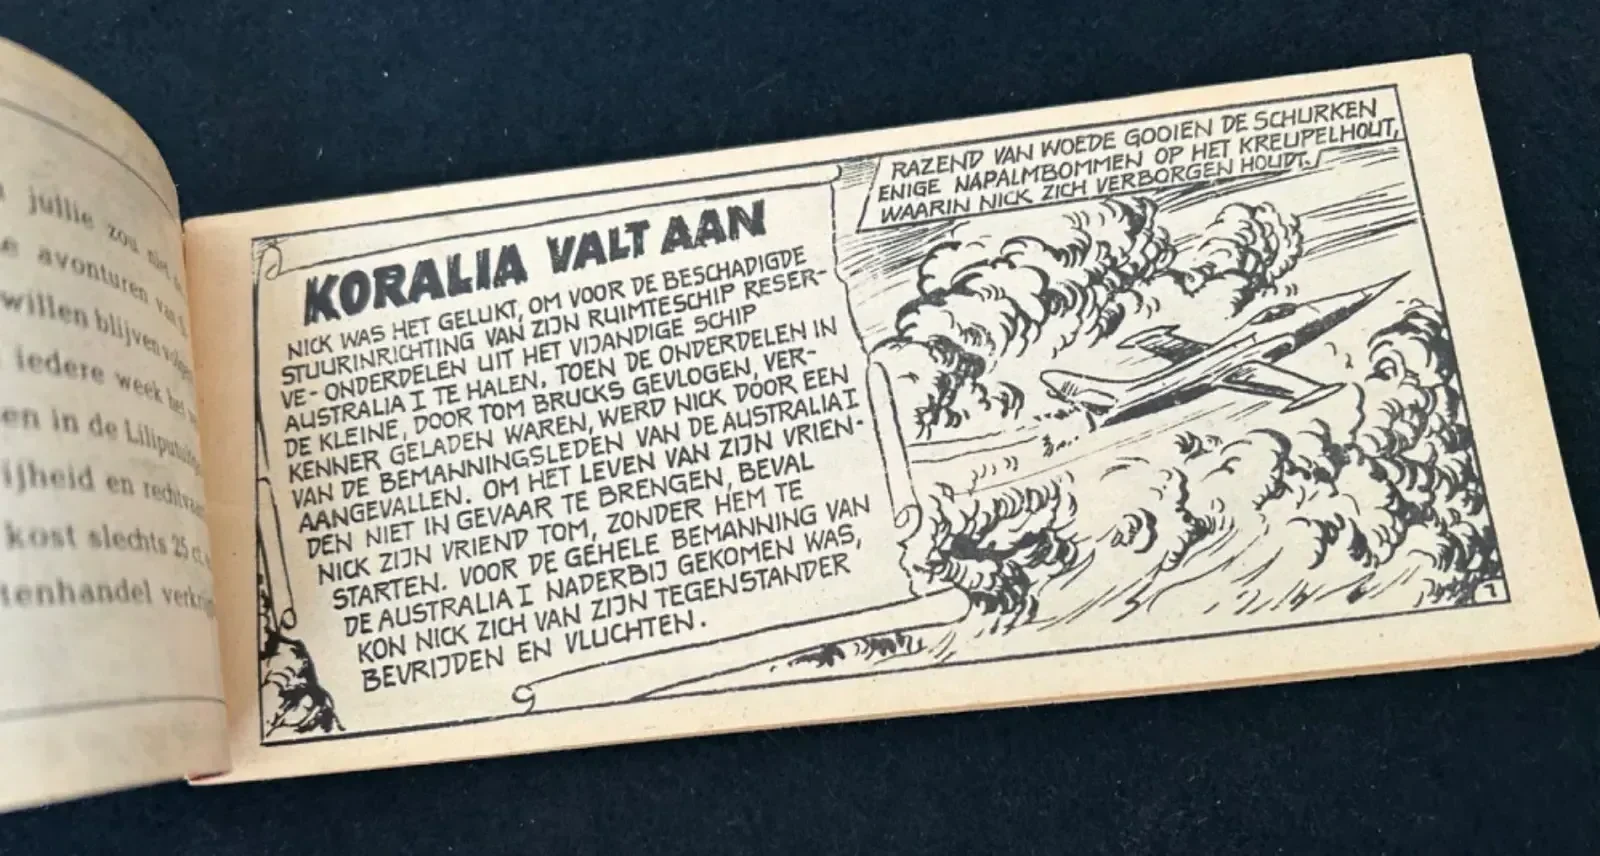 jullie zou
avonturen van
willen blijven
iedere week het
en in de
ijheid en
kost slechts 25 ct.
KORALIA VALT AAN
NICK WAS HET GELUKT, OM VOOR DE BESCHADIGDE
STUURINRICHTING VAN ZIJN RUIMTESCHIP RESER-
VE-ONDERDELEN UIT HET VIJANDIGE SCHIP
AUSTRALIA I TE HALEN. TOEN DE ONDERDELEN IN
DE KLEINE, DOOR TOM BRUCKS GEVLOGEN, VER-
KENNER GELADEN WAREN, WERD NICK DOOR EEN
VAN DE BEMANNINGSLEDEN VAN DE AUSTRALIA I
AANGEVALLEN. OM HET LEVEN VAN ZIJN VRIEN-
DEN NIET IN GEVAAR TE BRENGEN, BEVAL
NICK ZIJN VRIEND TOM, ZONDER HEM TE
STARTEN. VOOR DE GEHELE BEMANNING VAN
DE AUSTRALIA I NADERBIJ GEKOMEN WAS,
KON NICK ZICH VAN ZIJN TEGENSTANDER
BEVRIJDEN EN VLUCHTEN.
RAZEND VAN WOEDE GOOIEN DE SCHURKEN
ENIGE NAPALMBOMMEN OP HET KREUPELHOUT,
WAARIN NICK ZICH VERBORGEN HOUDT.
1